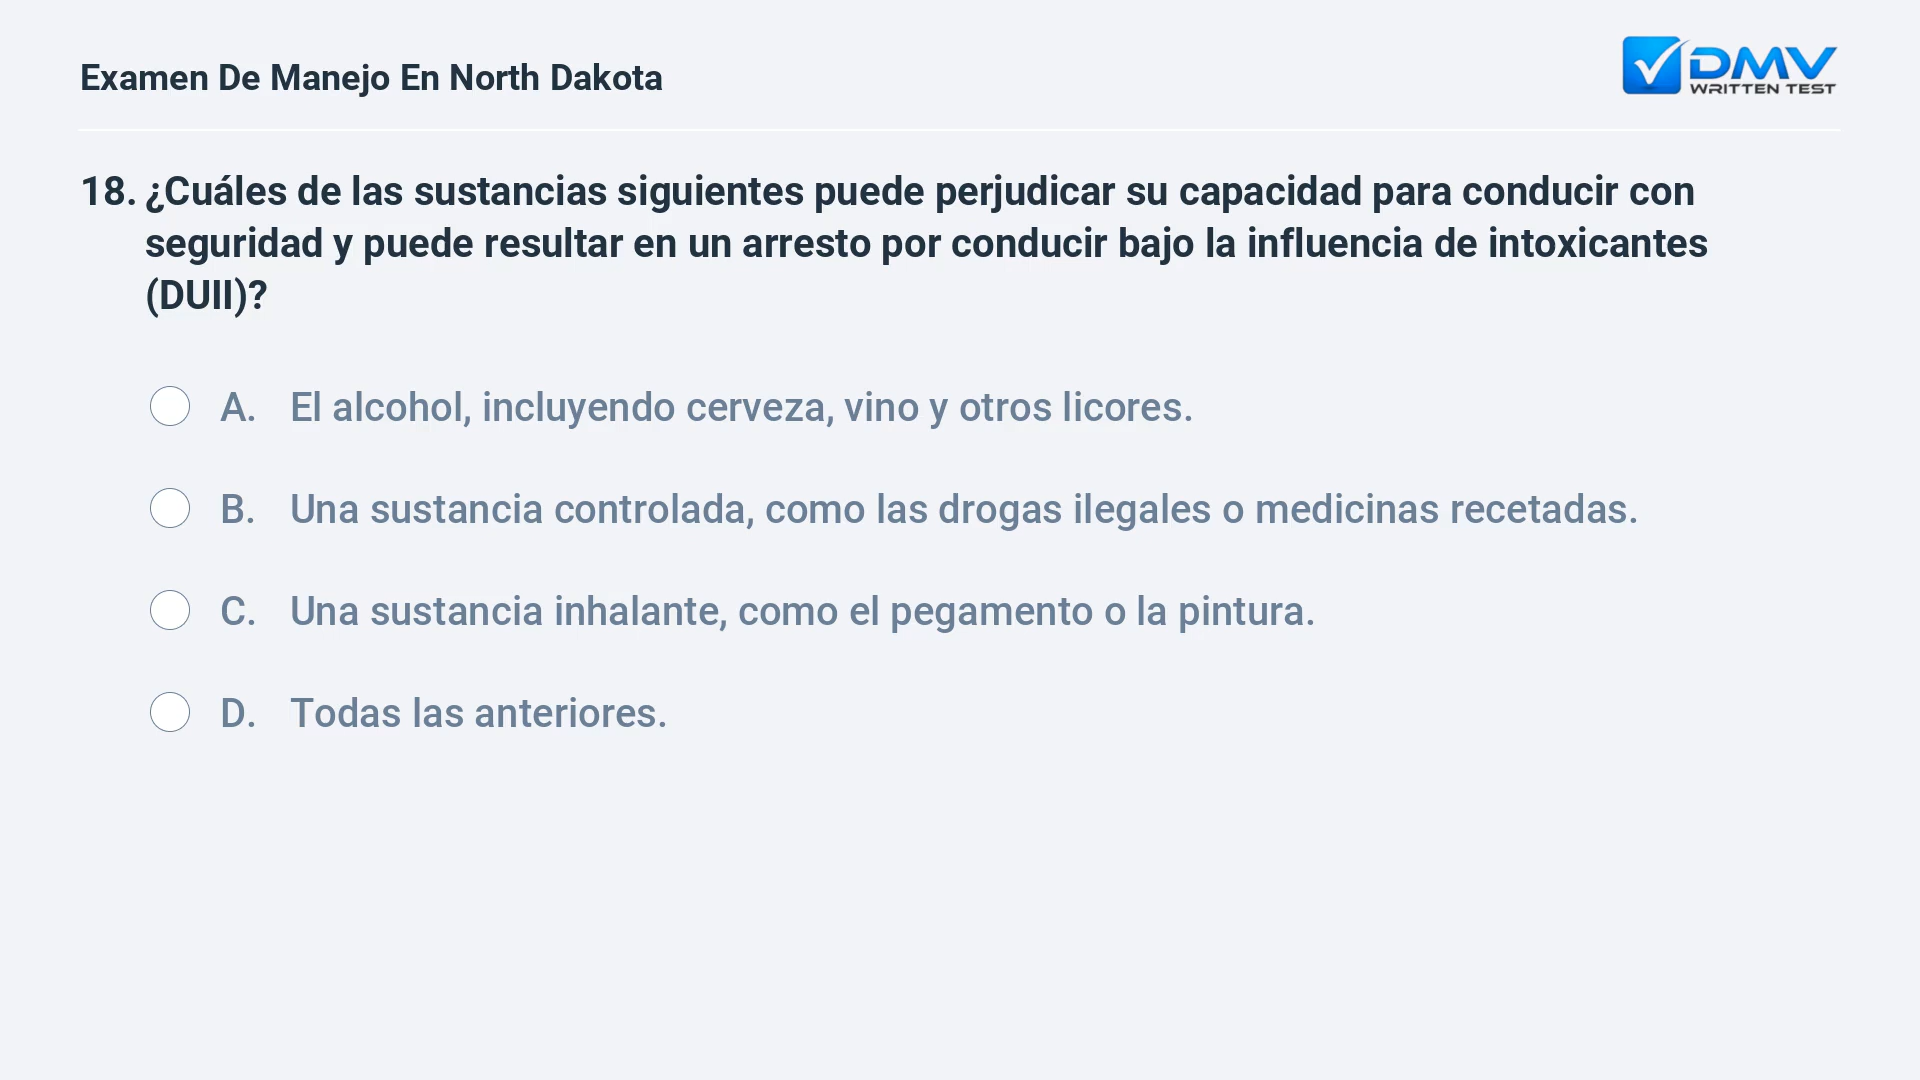 Examen De Manejo En North Dakota
DMV
WRITTEN TEST
18. ¿Cuáles de las sustancias siguientes puede perjudicar su capacidad para conducir con
seguridad y puede resultar en un arresto por conducir bajo la influencia de intoxicantes
(DUII)?
A. El alcohol, incluyendo cerveza, vino y otros licores.
B. Una sustancia controlada, como las drogas ilegales o medicinas recetadas.
C. Una sustancia inhalante, como el pegamento o la pintura.
D. Todas las anteriores.